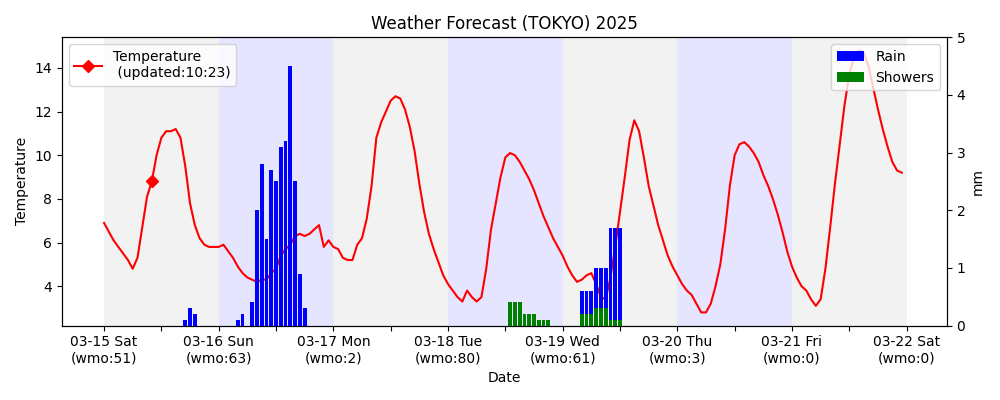 Weather Forecast (TOKYO) 2025
Temperature
(updated:10:23)
Rain
Showers
Temperature
14
12
10
8
6
4
5
4
3
2
1
0
mm
03-15 Sat
(wmo:51)
03-16 Sun
(wmo:63)
03-17 Mon
(wmo:2)
03-18 Tue
(wmo:80)
03-19 Wed
(wmo:61)
03-20 Thu
(wmo:3)
03-21 Fri
(wmo:0)
03-22 Sat
(wmo:0)
Date